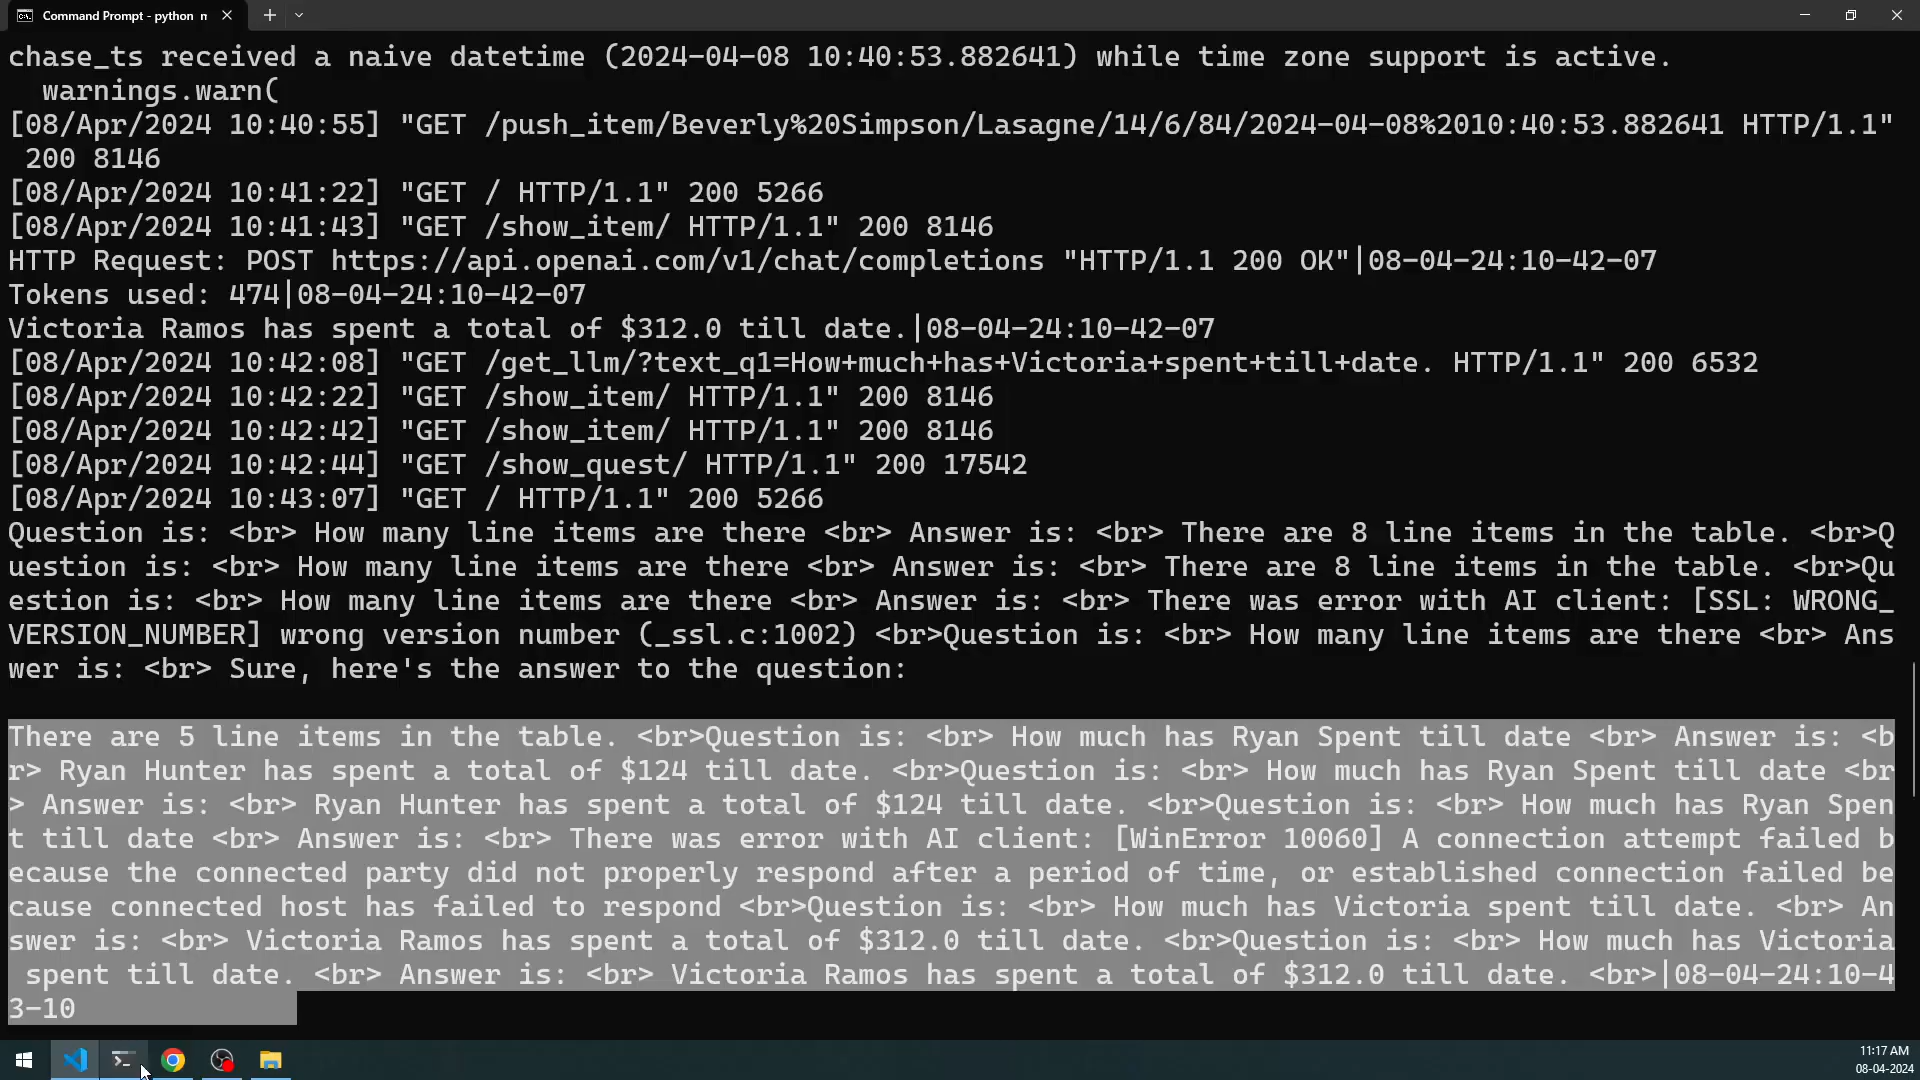 Command Prompt - python m
chase_ts received a naive datetime (2024-04-08 10:40:53.882641) while time zone support is active.
warnings.warn(
[08/Apr/2024 10:40:55] "GET /push_item/Beverly%20Simpson/Lasagne/14/6/84/2024-04-08%2010:40:53.882641 HTTP/1.1"
200 8146
[08/Apr/2024 10:41:22] "GET / HTTP/1.1" 200 5266
[08/Apr/2024 10:41:43] "GET /show_item/ HTTP/1.1" 200 8146
HTTP Request: POST https://api.openai.com/v1/chat/completions "HTTP/1.1 200 OK"|08-04-24:10-42-07
Tokens used: 474|08-04-24:10-42-07
Victoria Ramos has spent a total of $312.0 till date.|08-04-24:10-42-07
[08/Apr/2024 10:42:08] "GET /get_llm/?text_q1=How+much+has+Victoria+spent+till+date. HTTP/1.1" 200 6532
[08/Apr/2024 10:42:22] "GET /show_item/ HTTP/1.1" 200 8146
[08/Apr/2024 10:42:42] "GET /show_item/ HTTP/1.1" 200 8146
[08/Apr/2024 10:42:44] "GET /show_quest/ HTTP/1.1" 200 17542
[08/Apr/2024 10:43:07] "GET / HTTP/1.1" 200 5266
Question is: <br> How many line items are there <br> Answer is: <br> There are 8 line items in the table. <br>Q
uestion is: <br> How many line items are there <br> Answer is: <br> There are 8 line items in the table. <br>Qu
estion is: <br> How many line items are there <br> Answer is: <br> There was error with AI client: [SSL: WRONG_
VERSION_NUMBER] wrong version number (_ssl.c:1002) <br>Question is: <br> How many line items are there <br> Ans
wer is: <br> Sure, here's the answer to the question:
There are 5 line items in the table. <br>Question is: <br> How much has Ryan Spent till date <br> Answer is: <b
r> Ryan Hunter has spent a total of $124 till date. <br>Question is: <br> How much has Ryan Spent till date <br
> Answer is: <br> Ryan Hunter has spent a total of $124 till date. <br>Question is: <br> How much has Ryan Spen
t till date <br> Answer is: <br> There was error with AI client: [WinError 10060] A connection attempt failed b
ecause the connected party did not properly respond after a period of time, or established connection failed be
cause connected host has failed to respond <br>Question is: <br> How much has Victoria spent till date. <br> An
swer is: <br> Victoria Ramos has spent a total of $312.0 till date. <br>Question is: <br> How much has Victoria
spent till date. <br> Answer is: <br> Victoria Ramos has spent a total of $312.0 till date. <br>|08-04-24:10-4
3-10
11:17 AM
08-04-2024